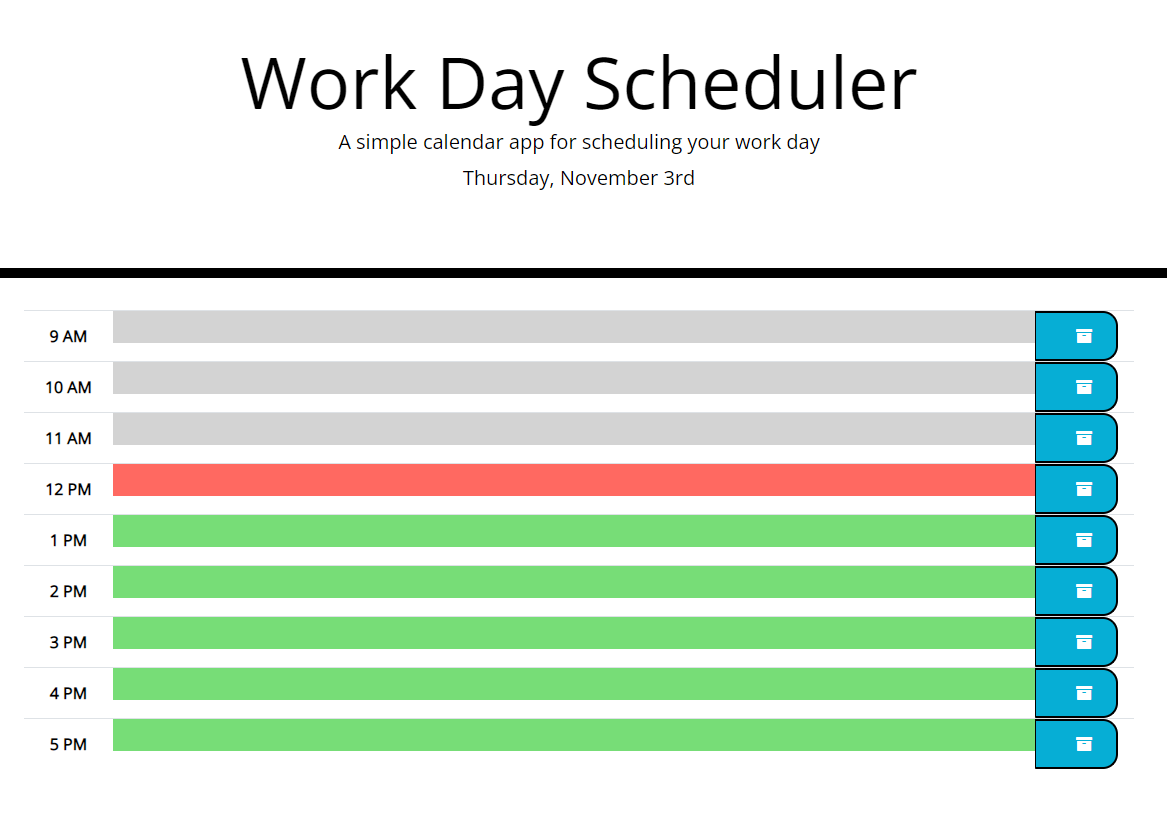 Work Day Scheduler
A simple calendar app for scheduling your work day
Thursday, November 3rd
9 AM
10 AM
11 AM
12 PM
1 PM
2 PM
3 PM
4 PM
5 PM